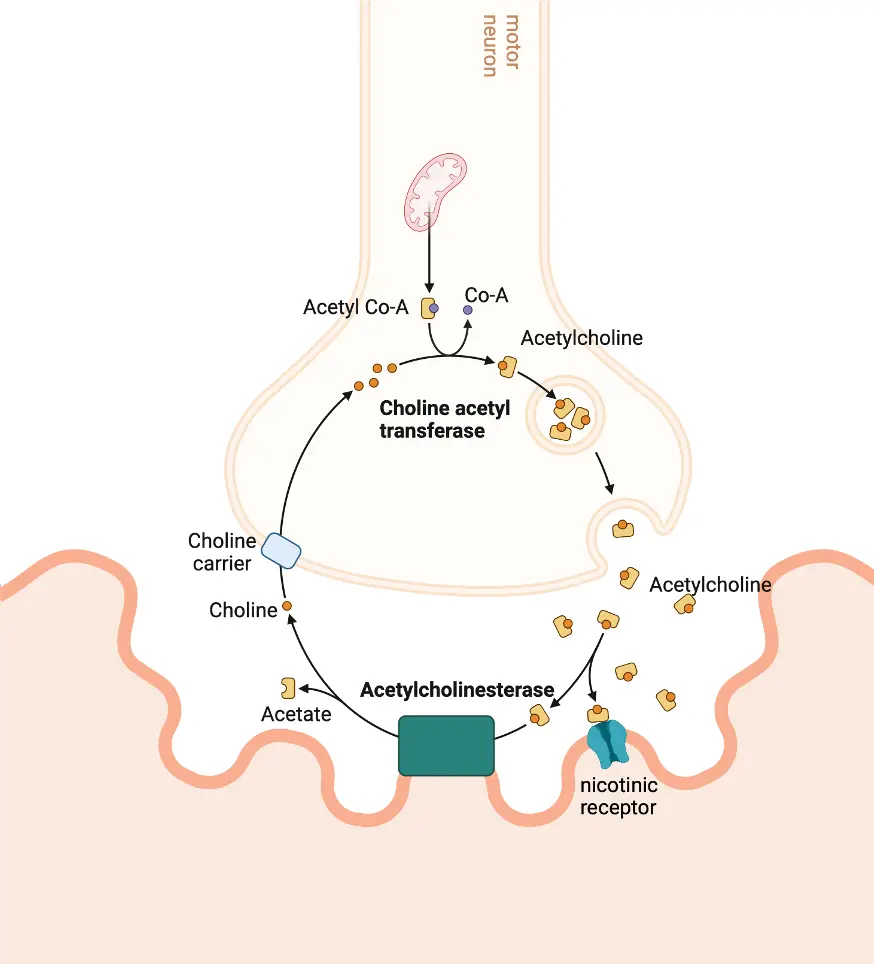 motor
neuron
Acetyl Co-A
Co-A
Acetylcholine
Choline acetyl
transferase
Choline
carrier
Acetylcholine
Choline
Acetylcholinesterase
Acetate
nicotinic
receptor